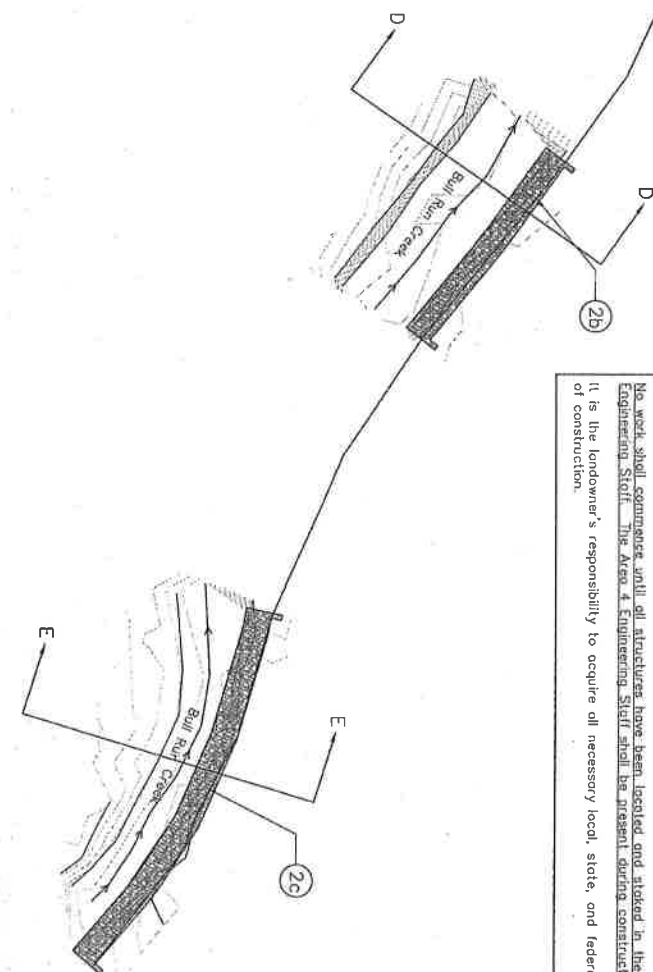 D
D
Bull Run Creek
2b
No work shall commence until all structures have been located and staked in the
Engineering Staff. The Area 4 Engineering Staff shall be present during construct
It is the landowner's responsibility to acquire all necessary local, state, and feder
of construction.
E
E
Bull Run Creek
2c